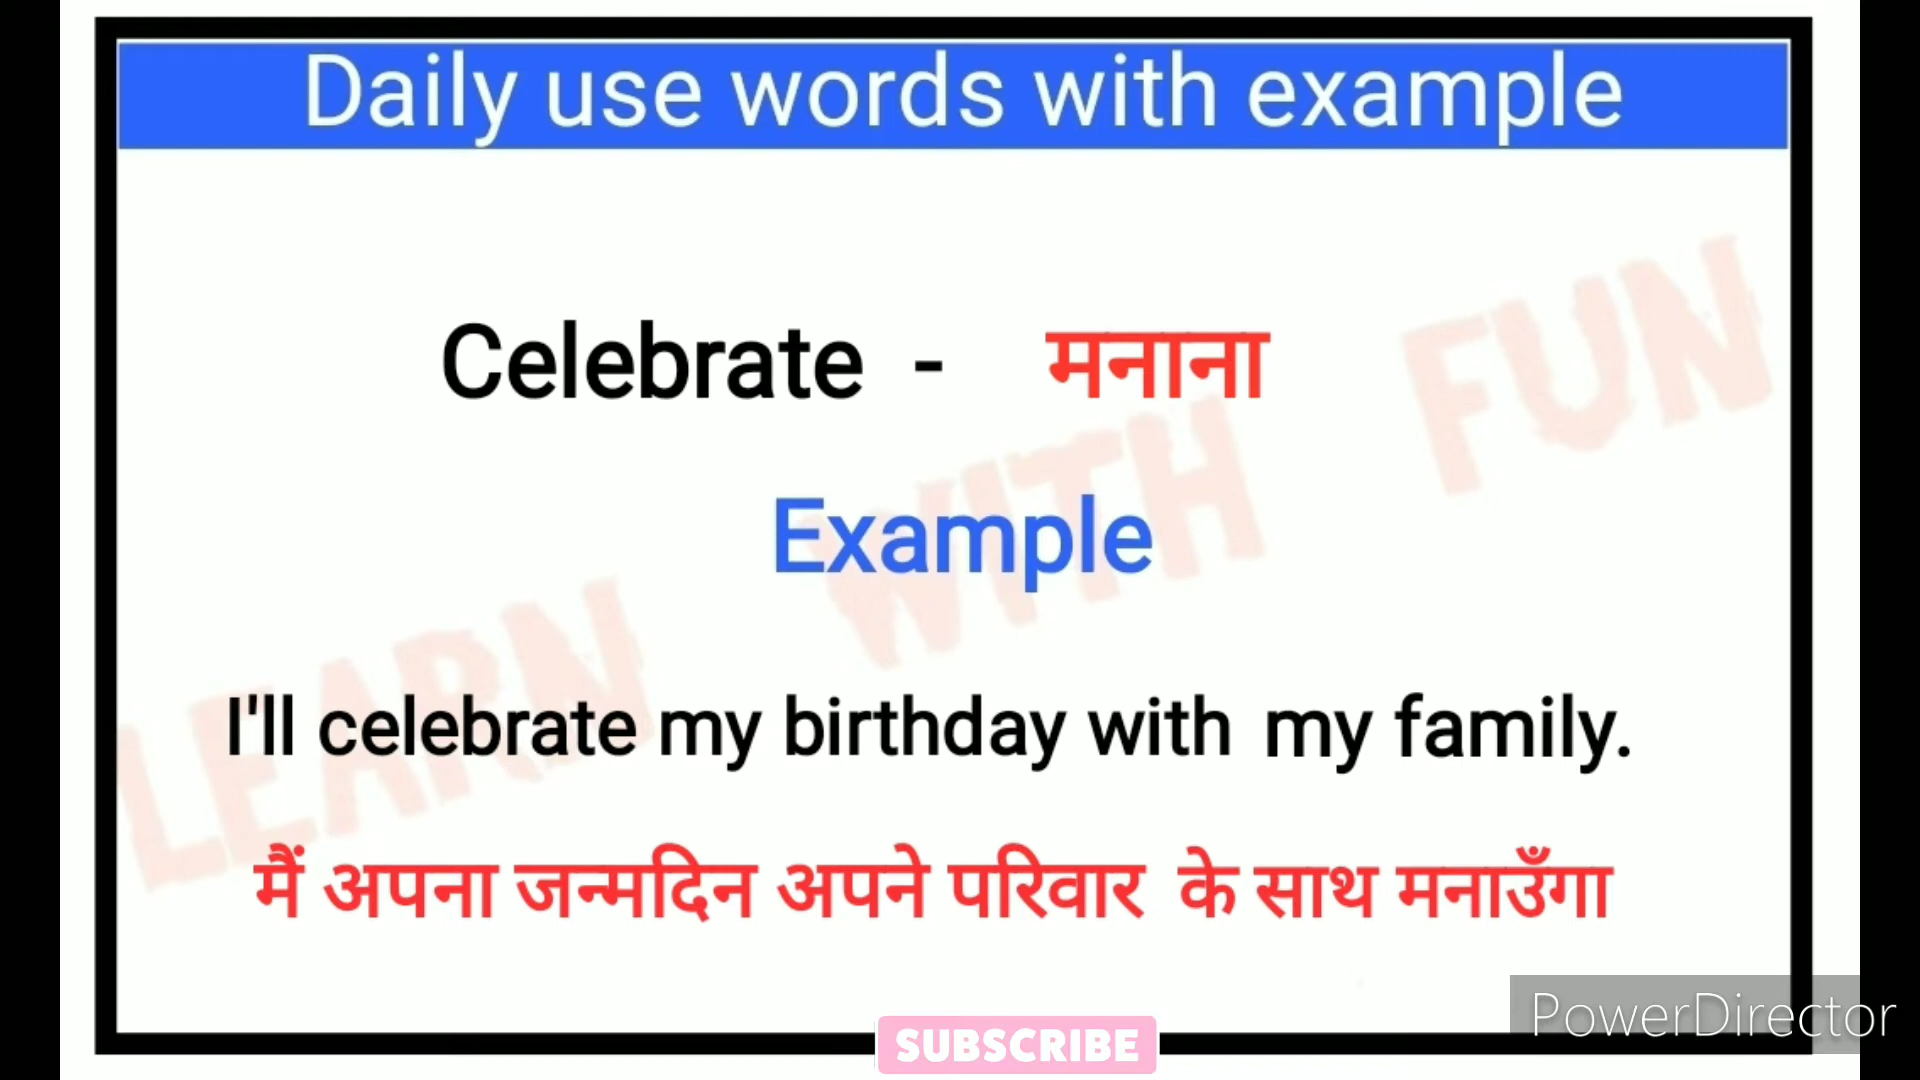 Daily use words with example
Celebrate - मनाना
Example
I'll celebrate my birthday with my family.
मैं अपना जन्मदिन अपने परिवार के साथ मनाउँगा
LEARN WITH FUN
PowerDirector
SUBSCRIBE